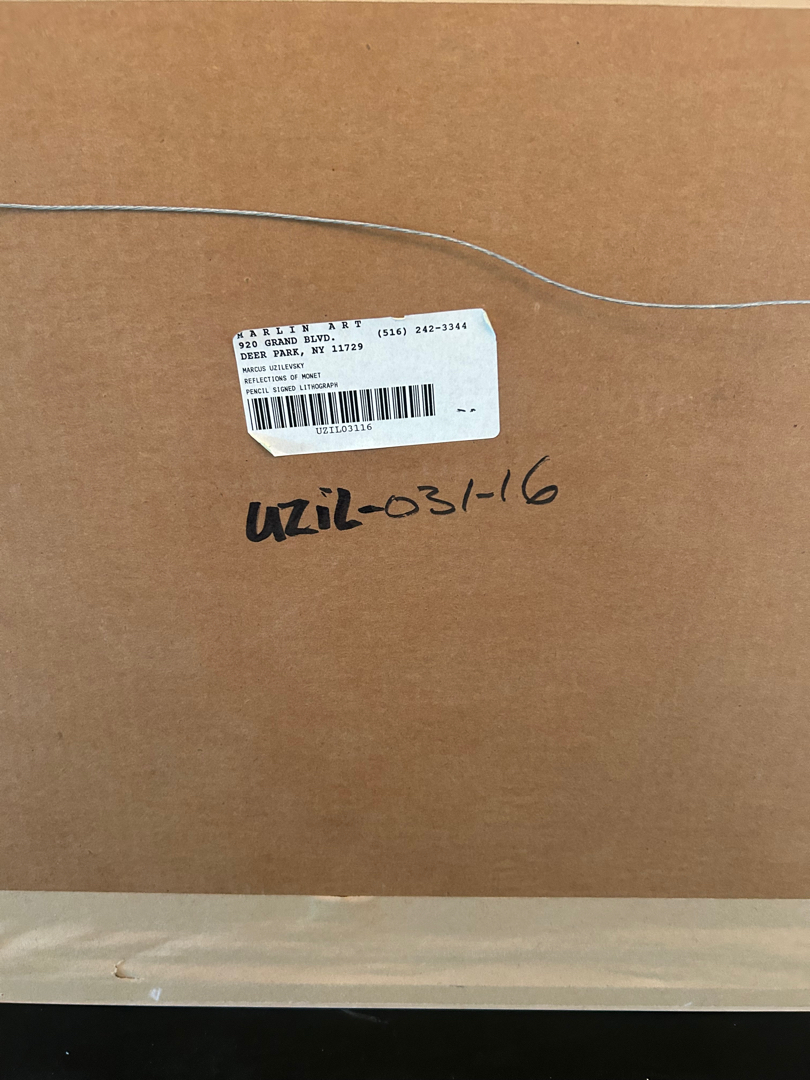 MARLIN ART
920 GRAND BLVD. (516) 242-3344
DEER PARK, NY 11729
MARCUS UZILEVSKY
REFLECTIONS OF MONET
PENCIL SIGNED LITHOGRAPH
UZIL03116
UZIL-031-16